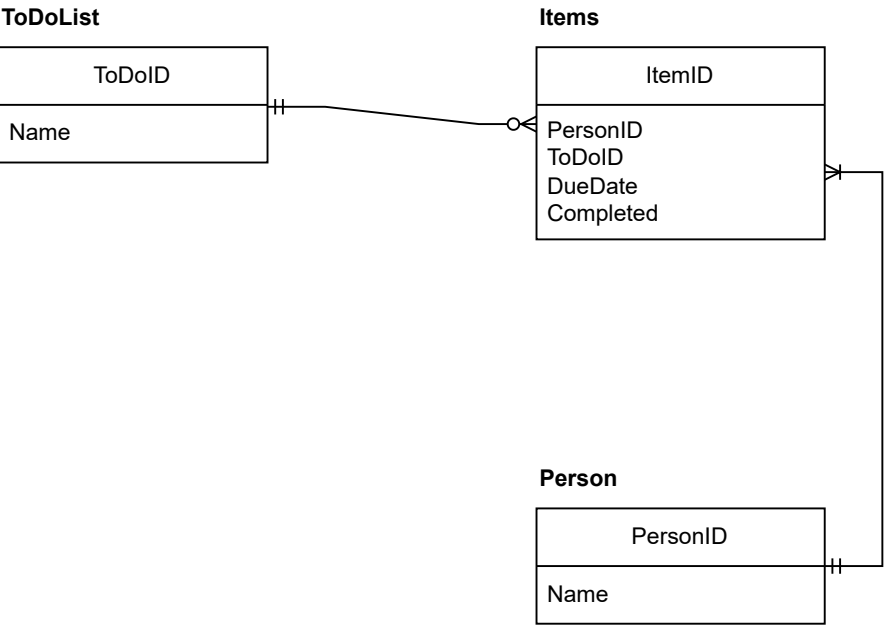 ToDoList
ToDoID
Name
Items
ItemID
PersonID
ToDoID
DueDate
Completed
Person
PersonID
Name